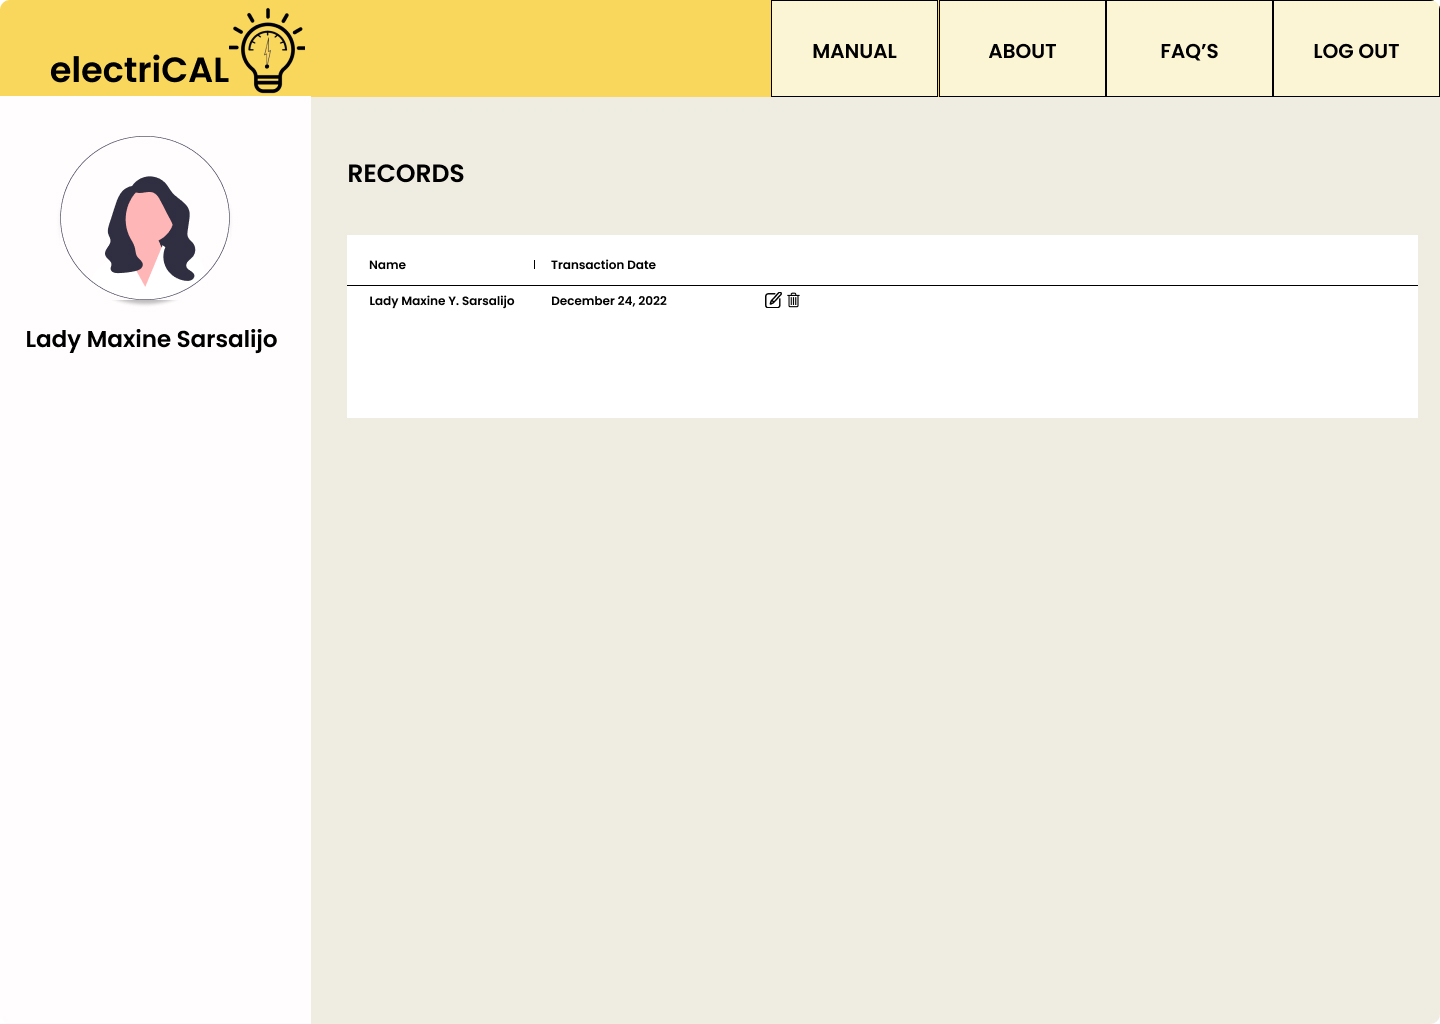 electriCAL
MANUAL
ABOUT
FAQ’S
LOG OUT
Lady Maxine Sarsalijo
RECORDS
Name | Transaction Date
Lady Maxine Y. Sarsalijo December 24, 2022